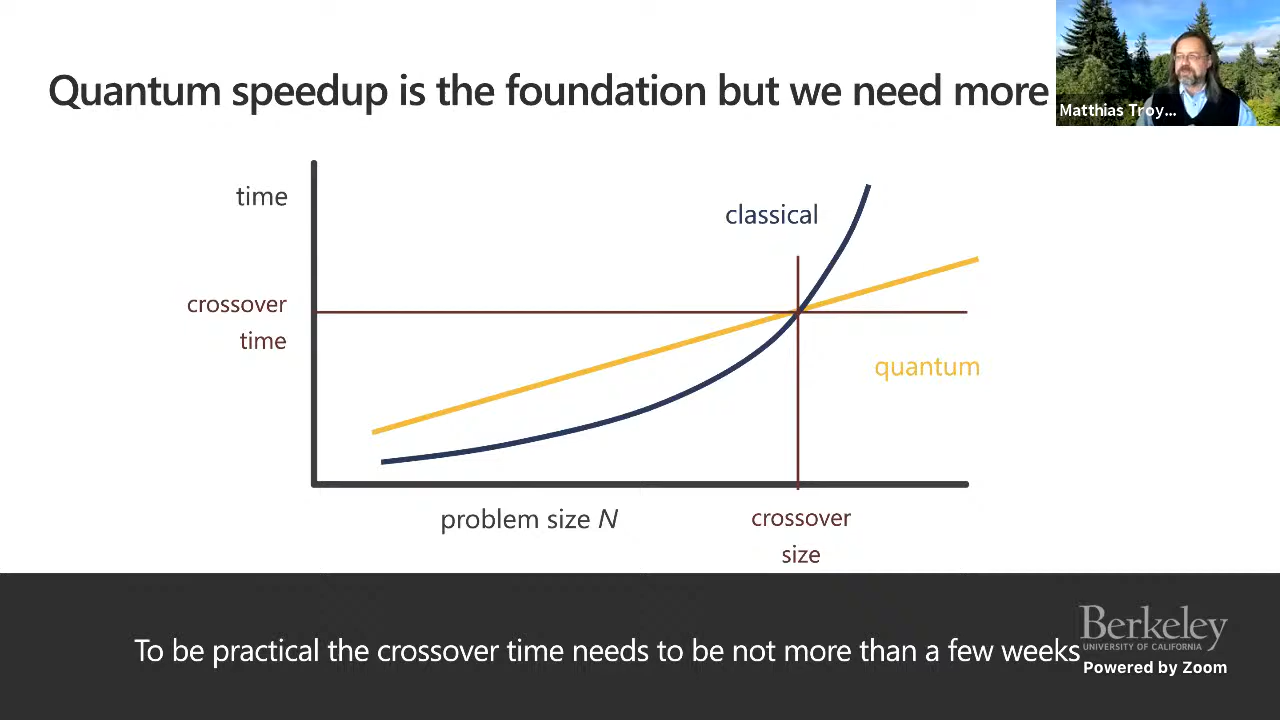 Quantum speedup is the foundation but we need more
Matthias Troy...
time
classical
crossover
time
quantum
problem size N
crossover
size
To be practical the crossover time needs to be not more than a few weeks
Berkeley
UNIVERSITY OF CALIFORNIA
Powered by Zoom